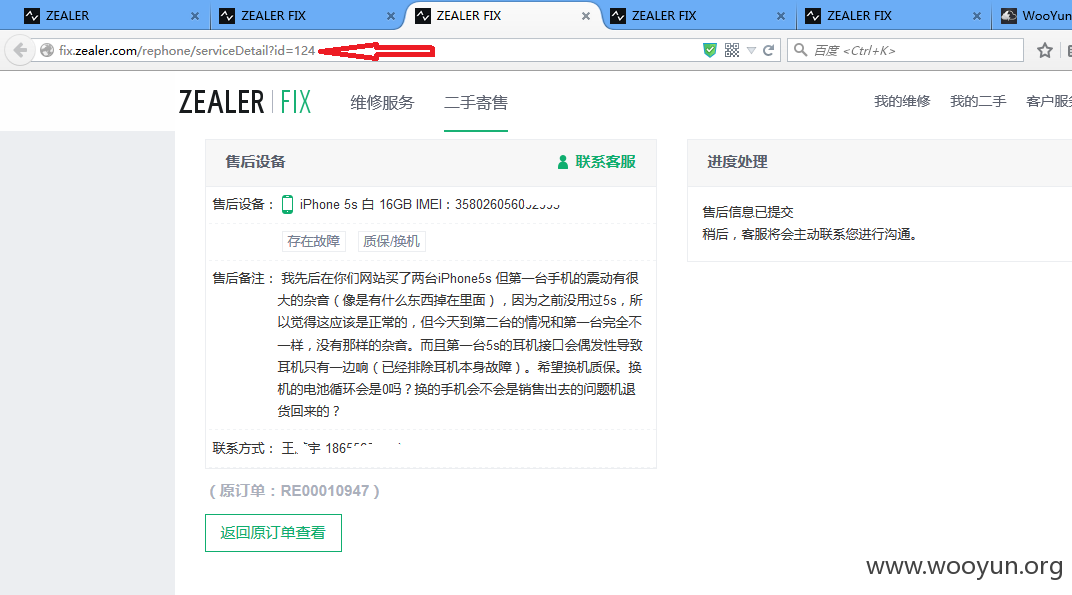 ZEALER
ZEALER FIX
ZEALER FIX
ZEALER FIX
ZEALER FIX
WooYun
fix.zealer.com/rephone/serviceDetail?id=124
百度 <Ctrl+K>
ZEALER FIX
维修服务
二手寄售
我的维修
我的二手
客户服务
售后设备
联系客服
售后设备： iPhone 5s 白 16GB IMEI：358026056
存在故障 质保/换机
售后备注： 我先后在你们网站买了两台iPhone5s 但第一台手机的震动有很
大的杂音（像是有什么东西掉在里面），因为之前没用过5s，所
以觉得这应该是正常的，但今天到第二台的情况和第一台完全不
一样，没有那样的杂音。而且第一台5s的耳机接口会偶发性导致
耳机只有一边响（已经排除耳机本身故障）。希望换机质保。换
机的电池循环会是0吗？换的手机会不会是销售出去的问题机退
货回来的？
联系方式： 王 宇 186
（原订单：RE00010947）
返回原订单查看
进度处理
售后信息已提交
稍后，客服将会主动联系您进行沟通。
www.wooyun.org